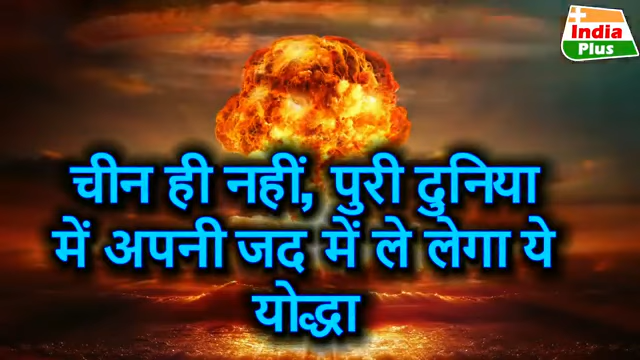 India
Plus
चीन ही नहीं, पुरी दुनिया
में अपनी जद में ले लेगा ये
योद्धा